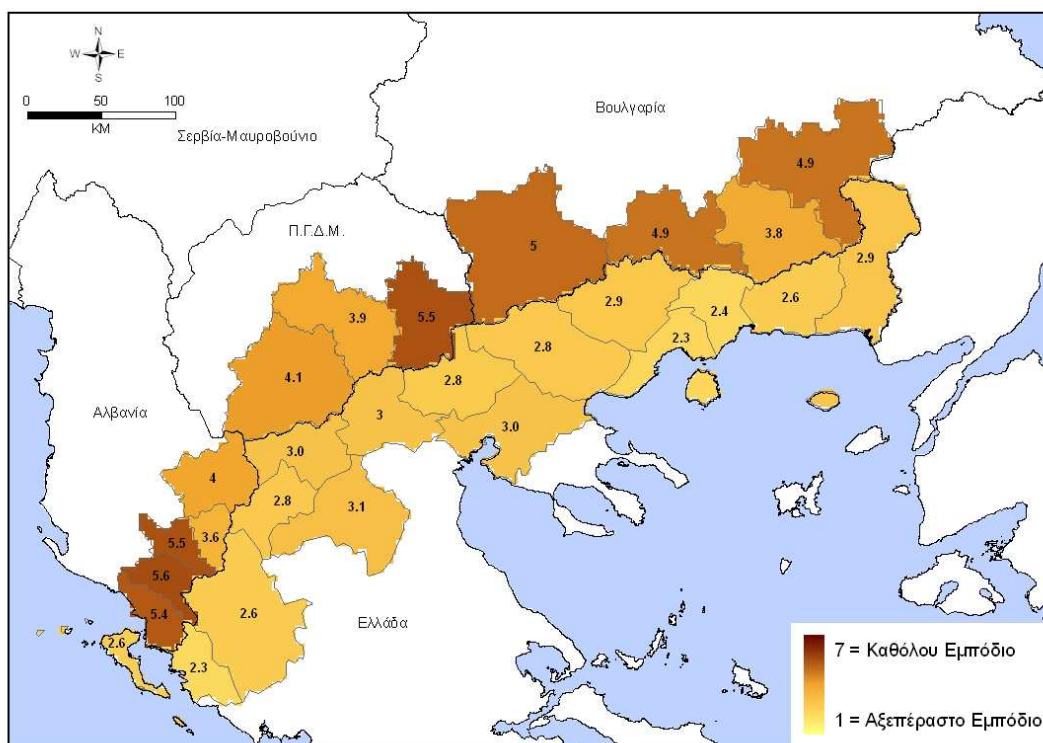 N
W E
S
0 50 100
KM
Σερβία-Μαυροβούνιο
Βουλγαρία
4.9
Π.Γ.Δ.Μ.
5
4.9
3.8
2.9
3.9
5.5
2.9
2.4
2.6
2.3
2.8
4.1
2.8
Αλβανία
3
3.0
3.0
4
2.8
3.1
5.5
3.6
5.6
5.4
2.6
Ελλάδα
2.6
2.3
7 = Καθόλου Εμπόδιο
1 = Αξεπέραστο Εμπόδιο